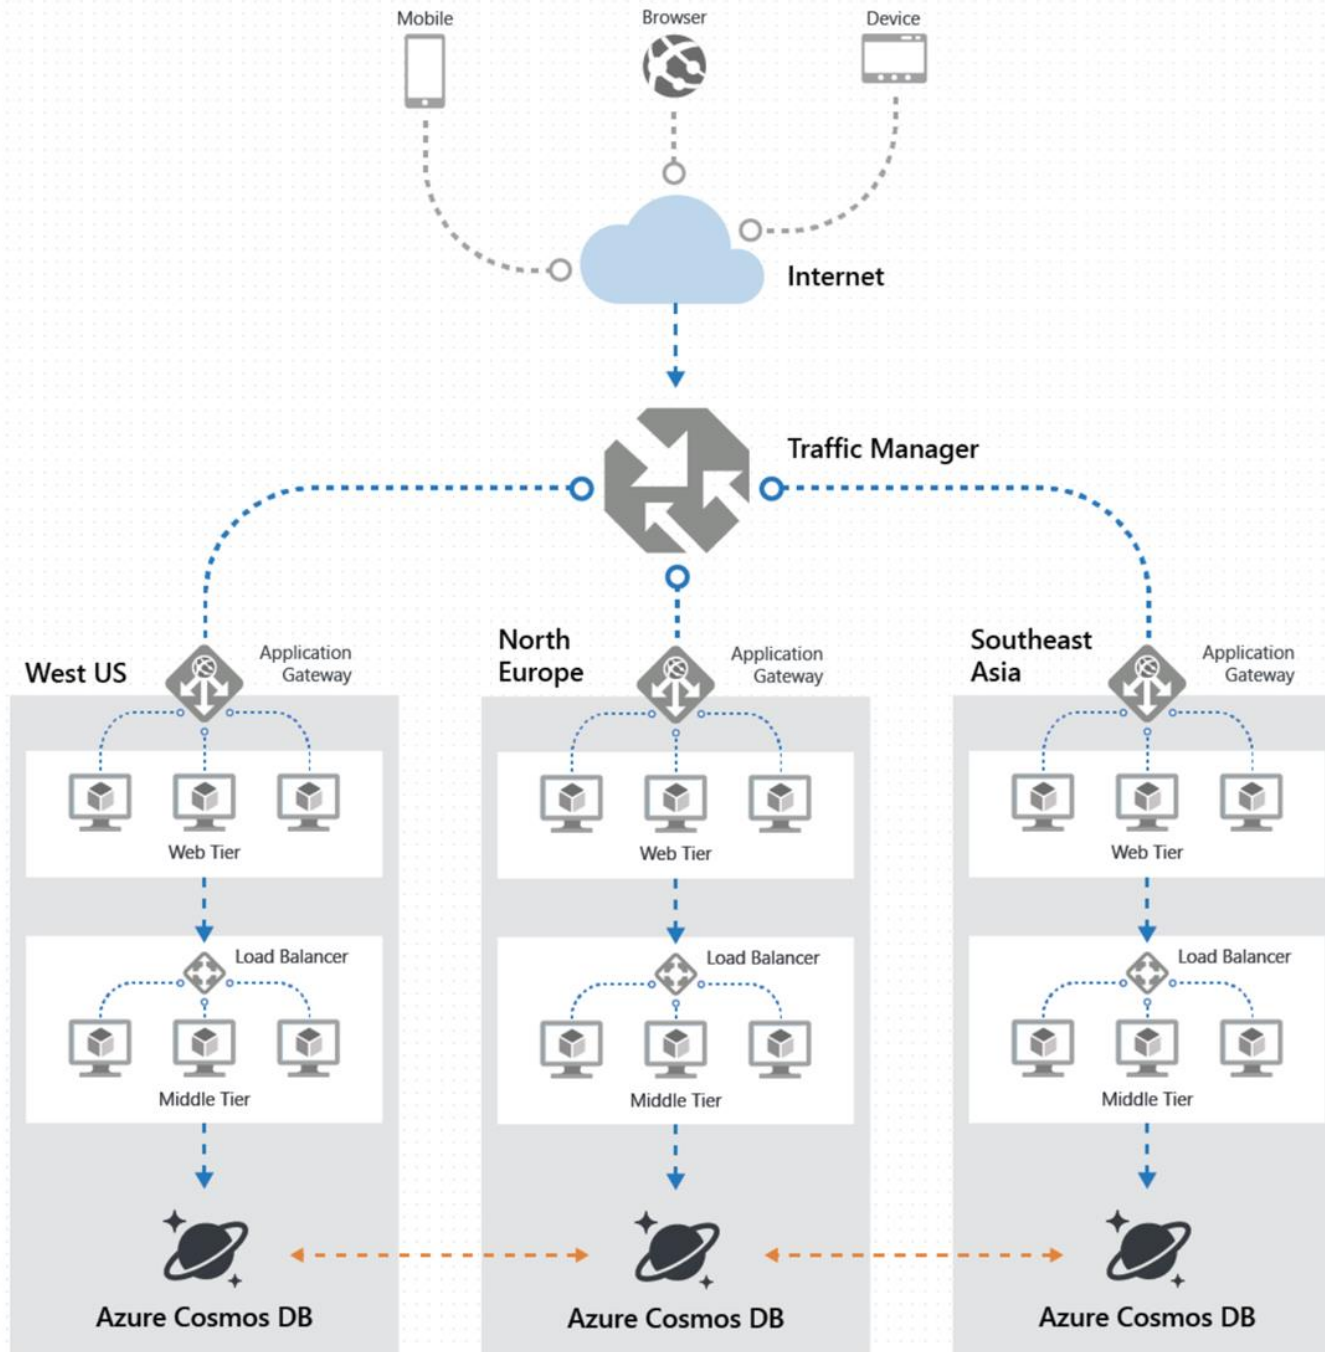 Mobile
Browser
Device
Internet
Traffic Manager
West US
Application
Gateway
North
Europe
Application
Gateway
Southeast
Asia
Application
Gateway
Web Tier
Web Tier
Web Tier
Load Balancer
Load Balancer
Load Balancer
Middle Tier
Middle Tier
Middle Tier
Azure Cosmos DB
Azure Cosmos DB
Azure Cosmos DB